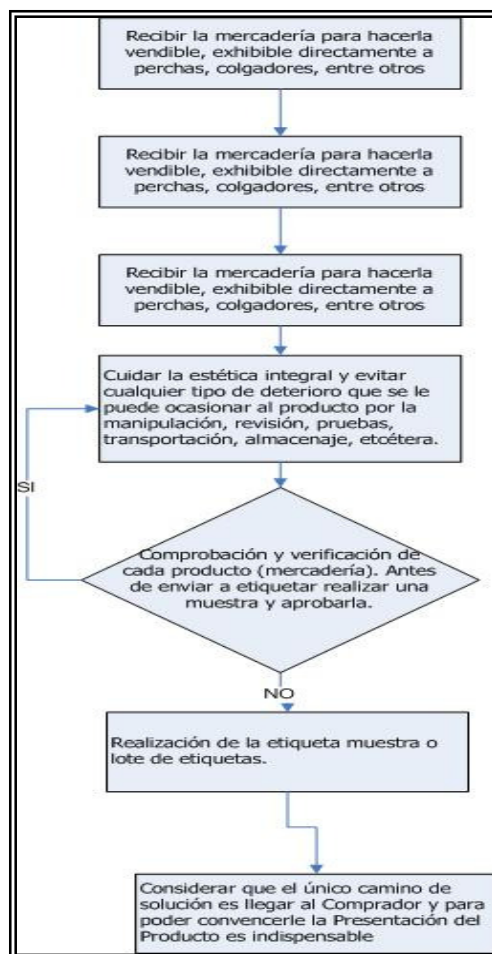 Recibir la mercadería para hacerla
vendible, exhibible directamente a
perchas, colgadores, entre otros
Recibir la mercadería para hacerla
vendible, exhibible directamente a
perchas, colgadores, entre otros
Recibir la mercadería para hacerla
vendible, exhibible directamente a
perchas, colgadores, entre otros
Cuidar la estética integral y evitar
cualquier tipo de deterioro que se le
puede ocasionar al producto por la
manipulación, revisión, pruebas,
transportación, almacenaje, etcétera.
SI
Comprobación y verificación de
cada producto (mercadería). Antes
de enviar a etiquetar realizar una
muestra y aprobarla.
NO
Realización de la etiqueta muestra o
lote de etiquetas.
Considerar que el único camino de
solución es llegar al Comprador y para
poder convencerle la Presentación del
Producto es indispensable